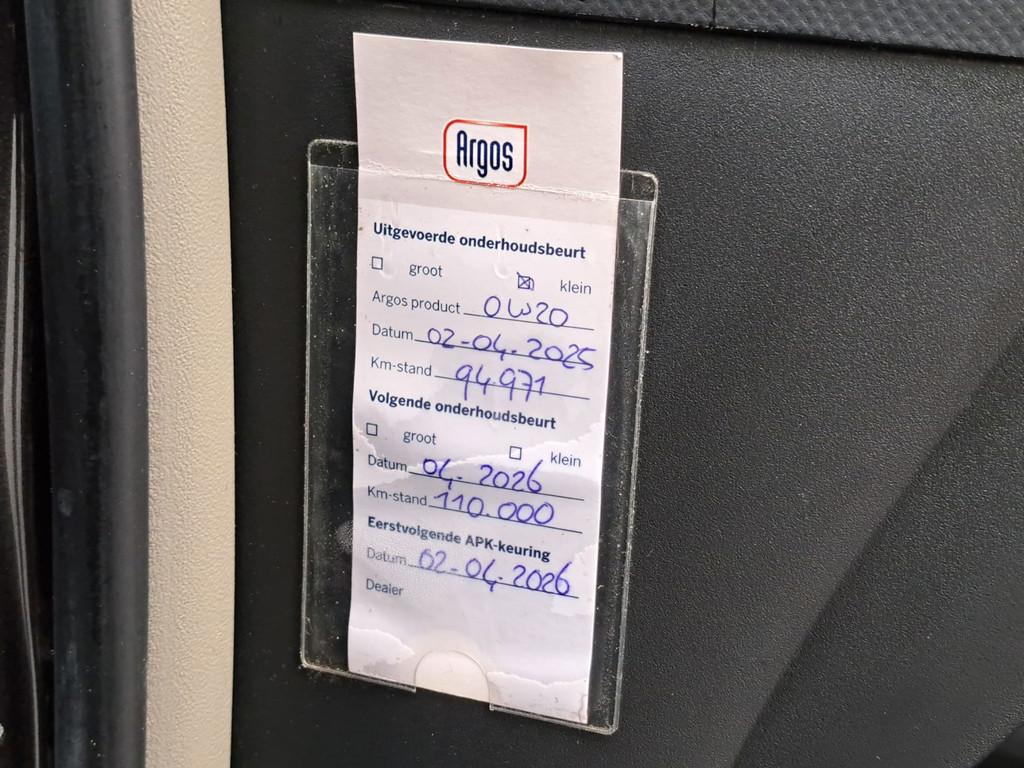 Argos
Uitgevoerde onderhoudsbeurt
groot klein
Argos product 0W20
Datum 02-04-2025
Km-stand 94.971
Volgende onderhoudsbeurt
groot klein
Datum 04-2026
Km-stand 110.000
Eerstvolgende APK-keuring
Datum 02-04-2026
Dealer